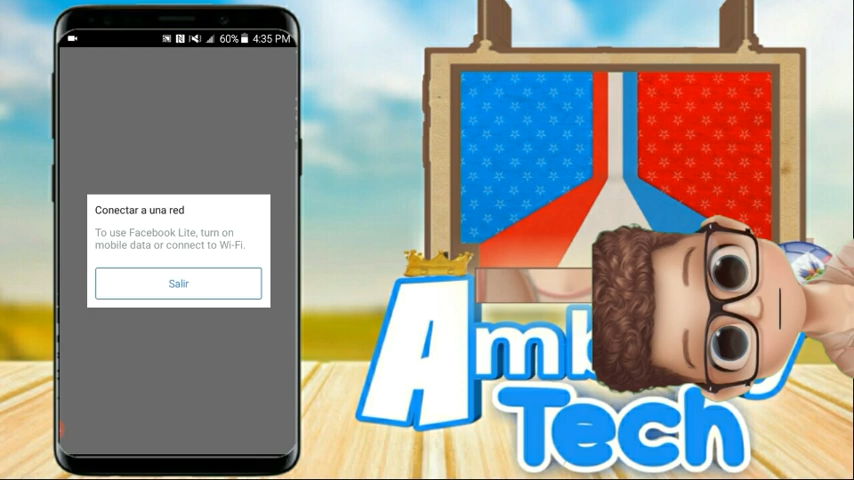 60% 4:35 PM
Conectar a una red
To use Facebook Lite, turn on
mobile data or connect to Wi-Fi.
Salir
Tech